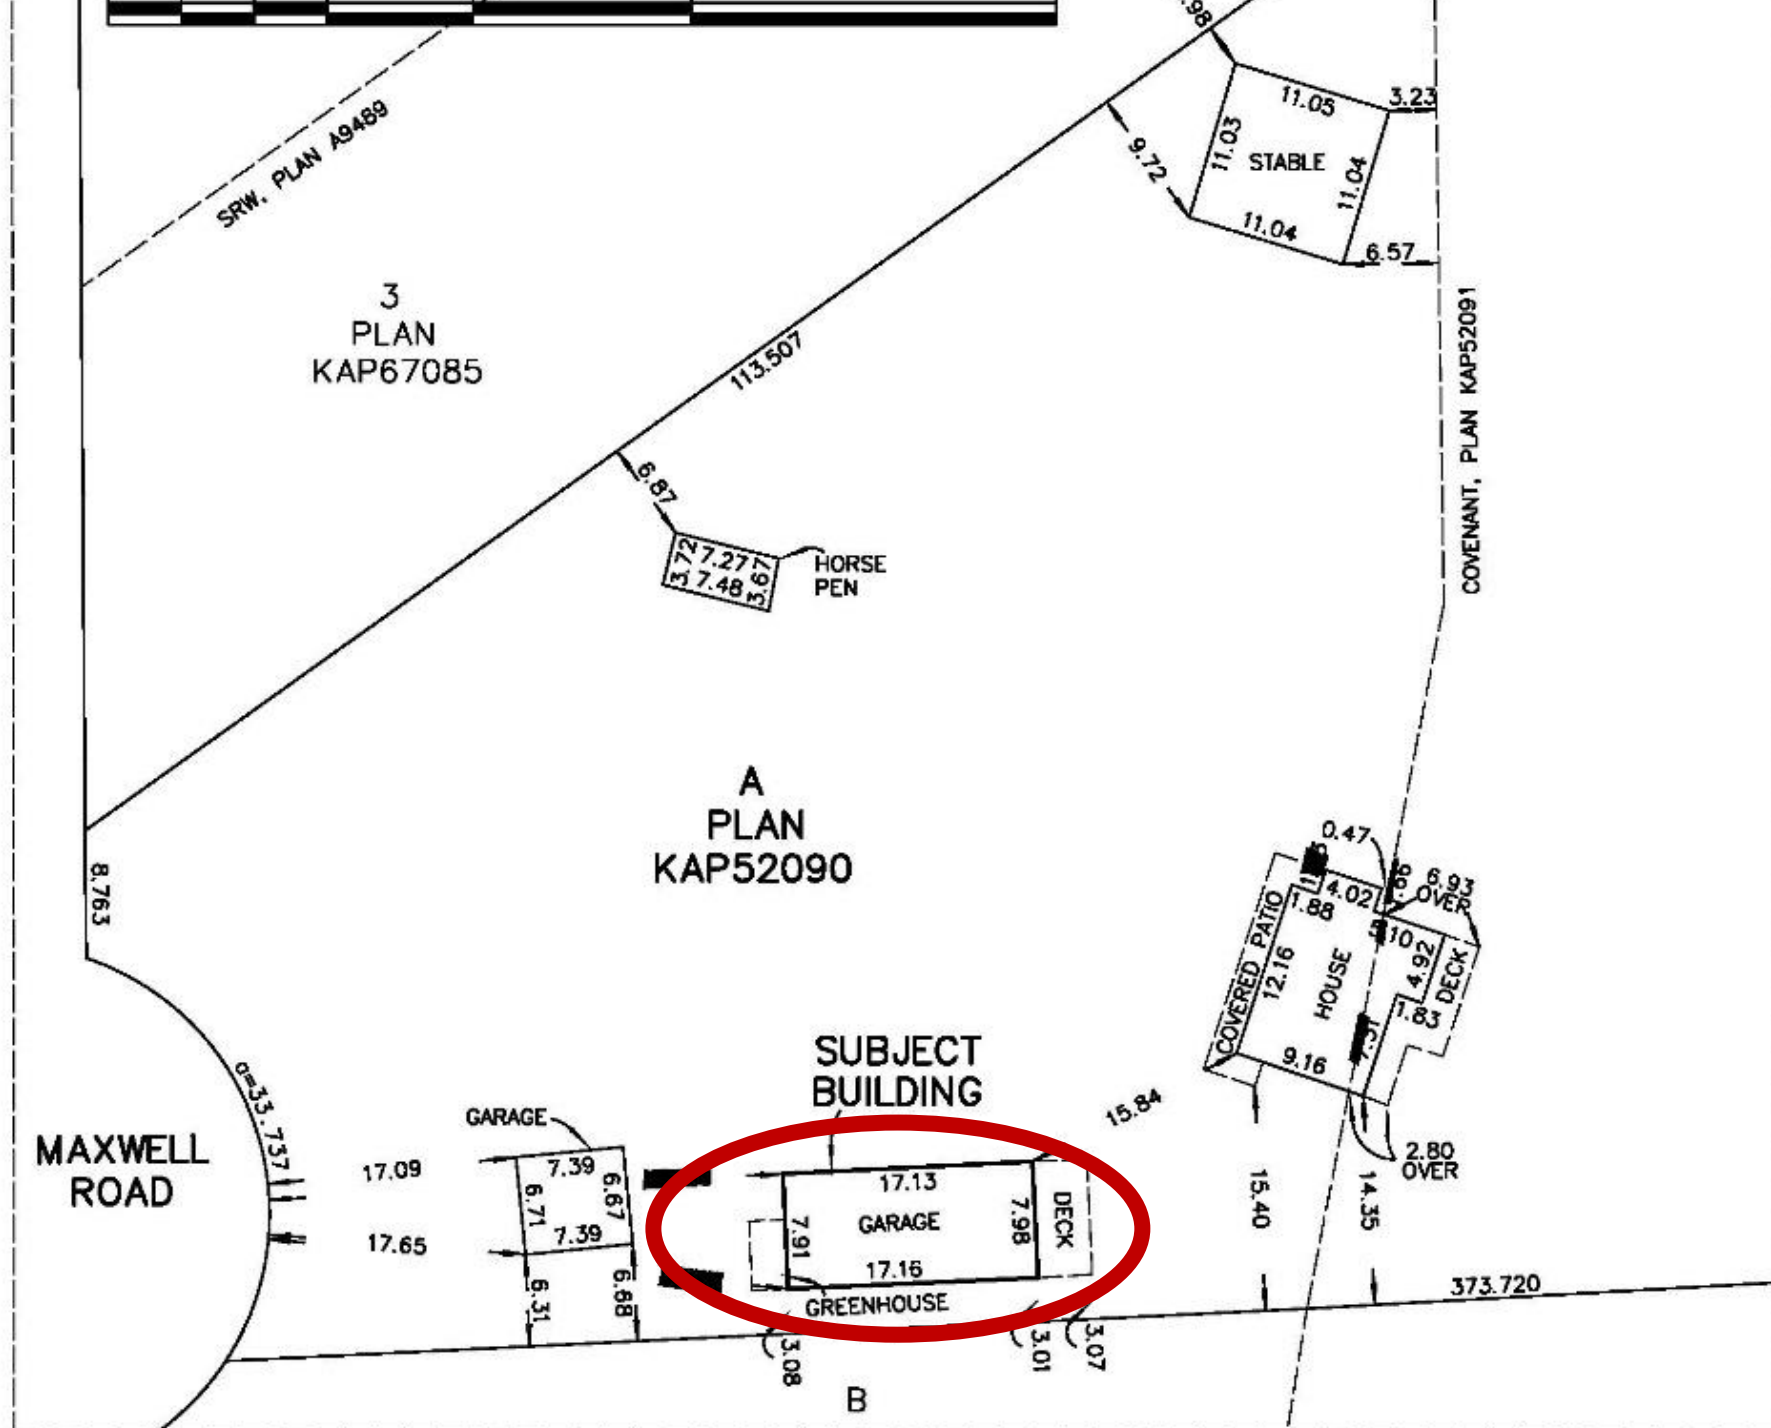 .98
11.05
3.23
11.03
STABLE
11.04
9.72
11.04
6.57
SRW, PLAN A9489
3
PLAN
KAP67085
113.507
COVENANT, PLAN KAP52091
6.87
3.72
7.27
7.48
3.67
HORSE
PEN
A
PLAN
KAP52090
8.763
0.47
4.02
1.88
6.93
OVER
10
4.92
DECK
1.83
COVERED PATIO
12.16
HOUSE
9.16
2.80
OVER
15.84
15.40
14.35
SUBJECT
BUILDING
a=33.737
MAXWELL
ROAD
GARAGE
17.09
7.39
6.71
6.67
17.65
7.39
6.31
6.68
17.13
7.91
GARAGE
7.98
DECK
17.16
GREENHOUSE
373.720
3.08
3.01
3.07
B